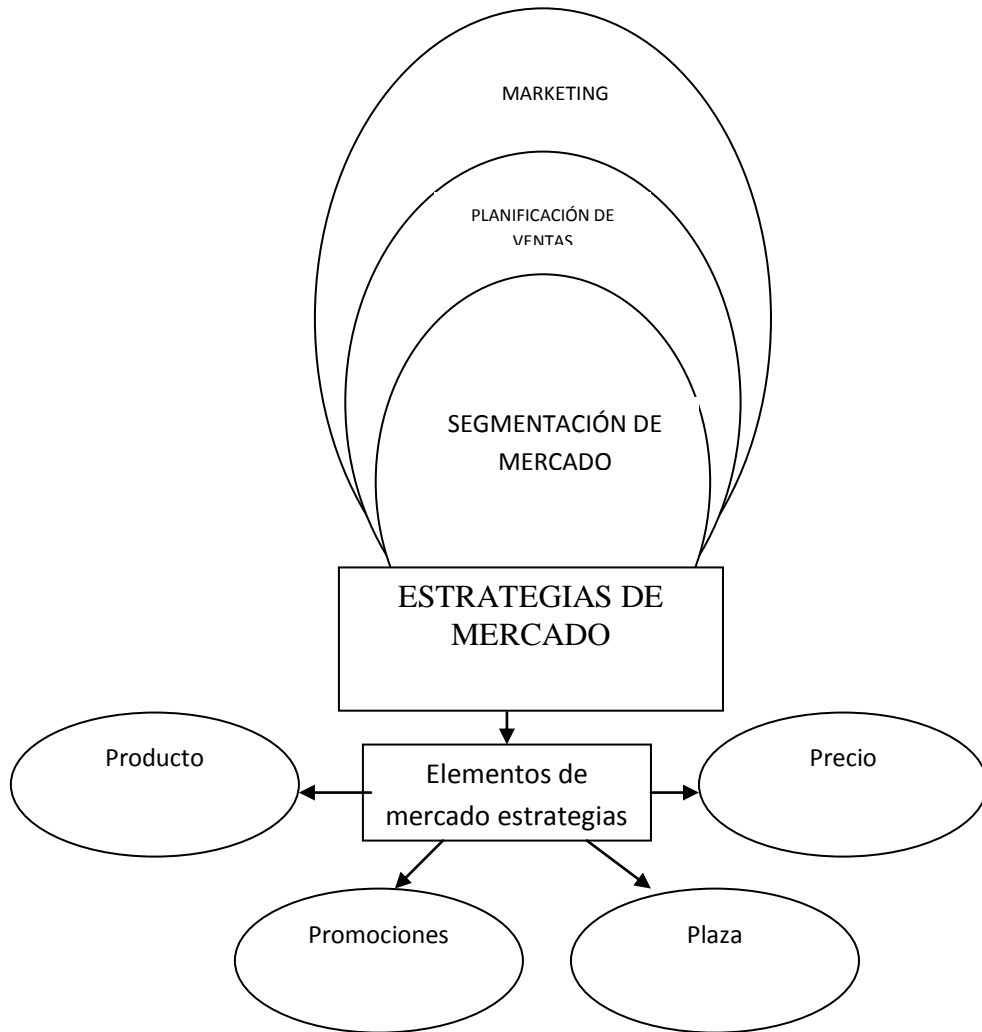 MARKETING
PLANIFICACIÓN DE
VENTAS
SEGMENTACIÓN DE
MERCADO
ESTRATEGIAS DE
MERCADO
Producto
Precio
Elementos de
mercado estrategias
Promociones
Plaza